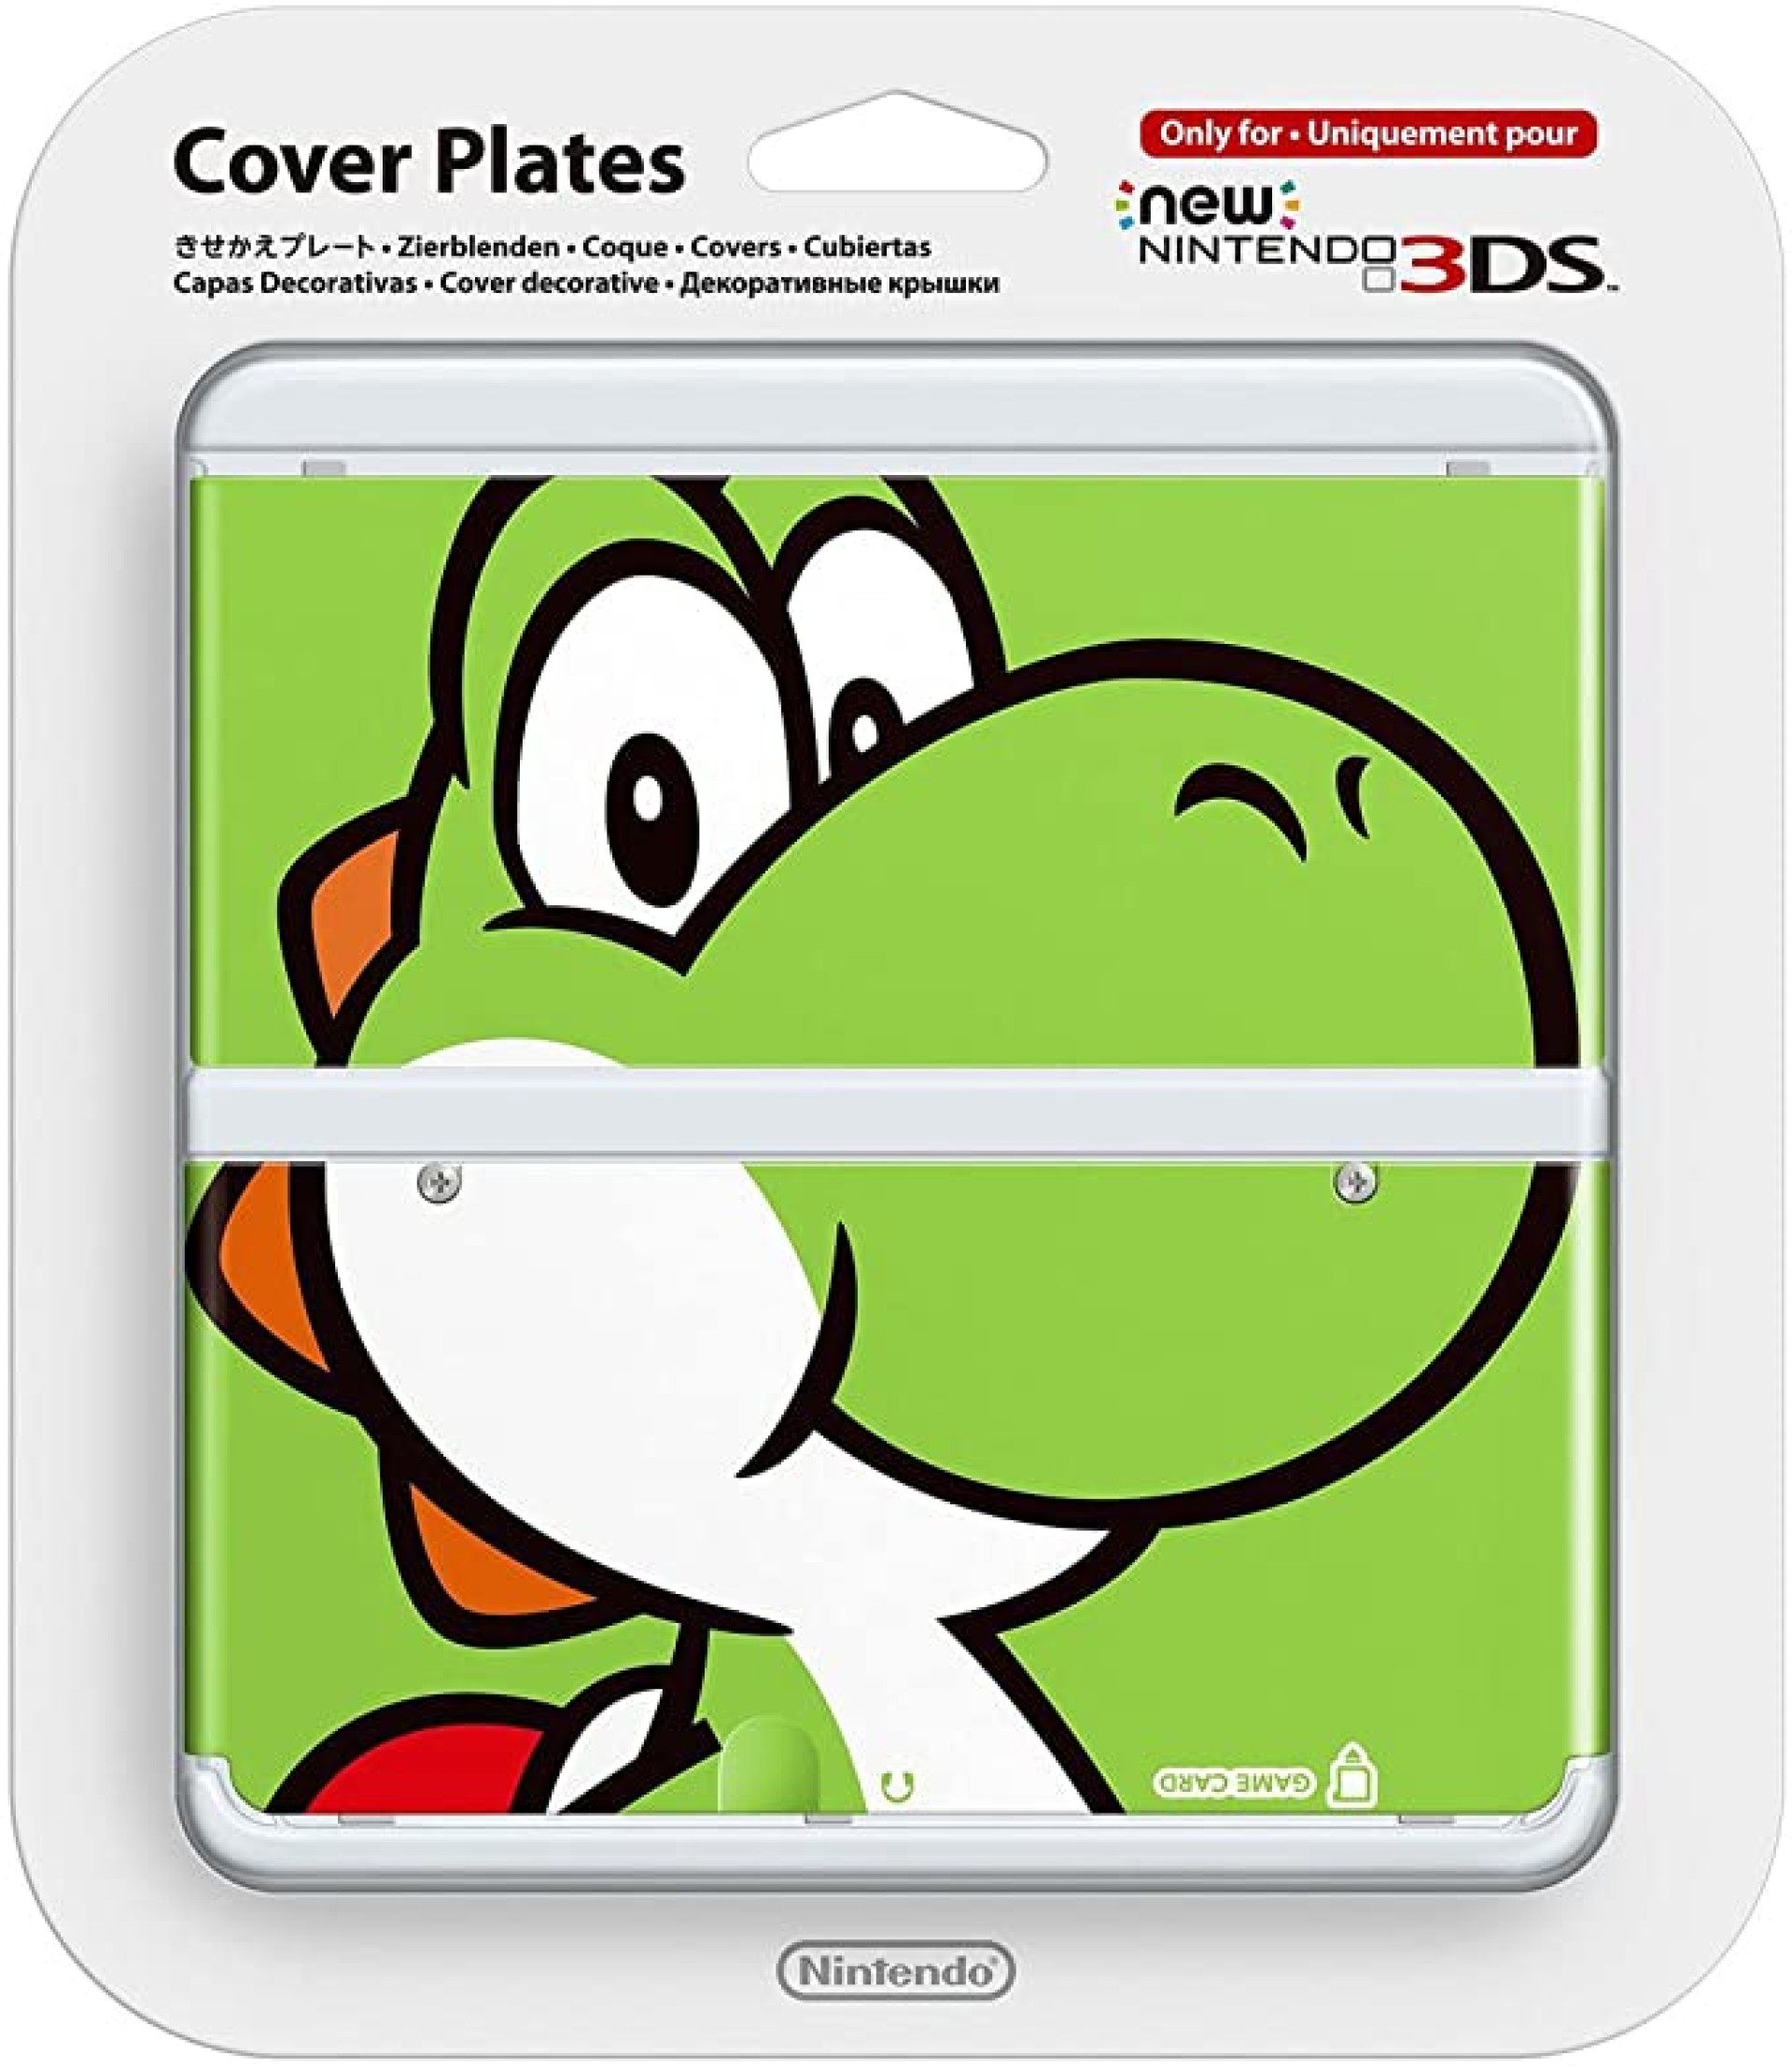 Cover Plates
きせかえプレート • Zierblenden • Coque • Covers • Cubiertas
Capas Decorativas • Cover decorative • Декоративные крышки
Only for • Uniquement pour
new
NINTENDO 3DS™
GAME CARD
Nintendo®